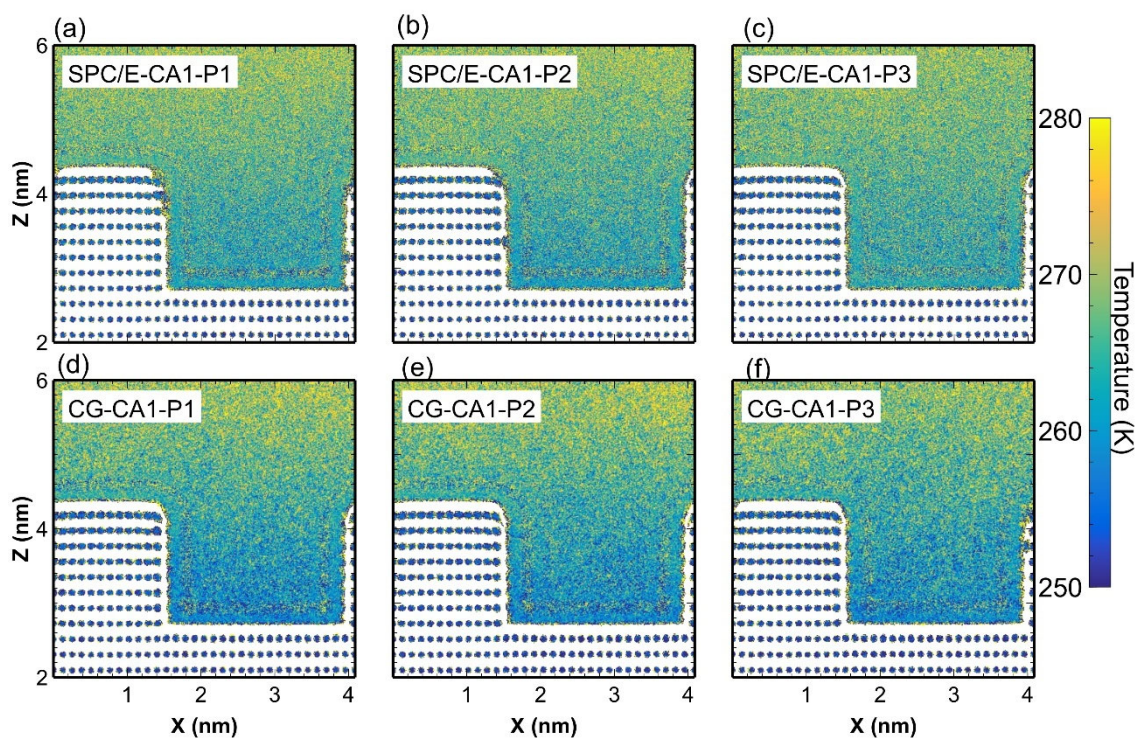 (a)
(b)
(c)
6
SPC/E-CA1-P1
SPC/E-CA1-P2
SPC/E-CA1-P3
280
Z (nm)
4
270
2
Temperature (K)
(d)
(e)
(f)
6
CG-CA1-P1
CG-CA1-P2
CG-CA1-P3
260
Z (nm)
4
250
2
1 2 3 4 1 2 3 4 1 2 3 4
X (nm) X (nm) X (nm)